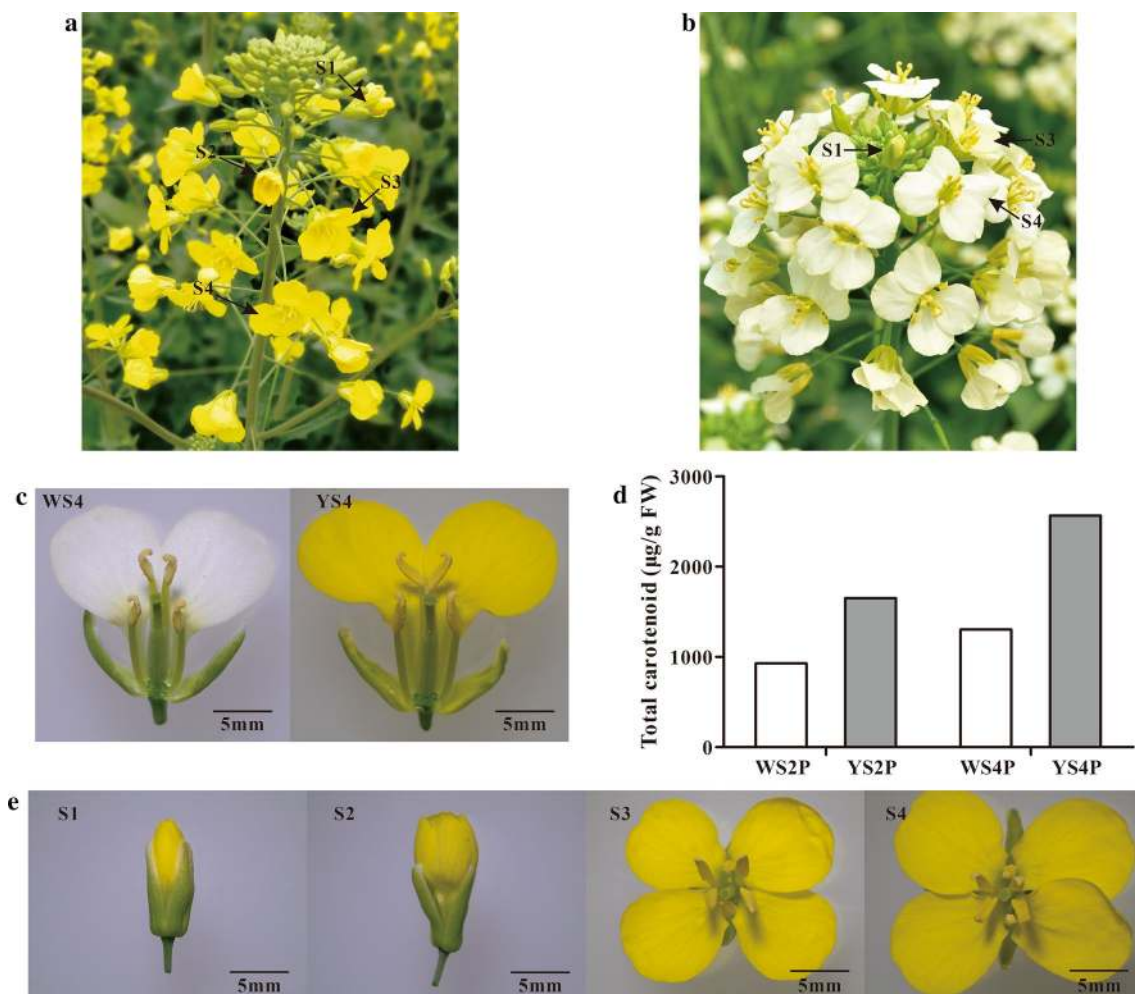 a
S1
S2
S3
S4
b
S1
S3
S4
c
WS4
YS4
5mm
5mm
d
Total carotenoid (µg/g FW)
3000
2000
1000
0
WS2P
YS2P
WS4P
YS4P
e
S1
S2
S3
S4
5mm
5mm
5mm
5mm